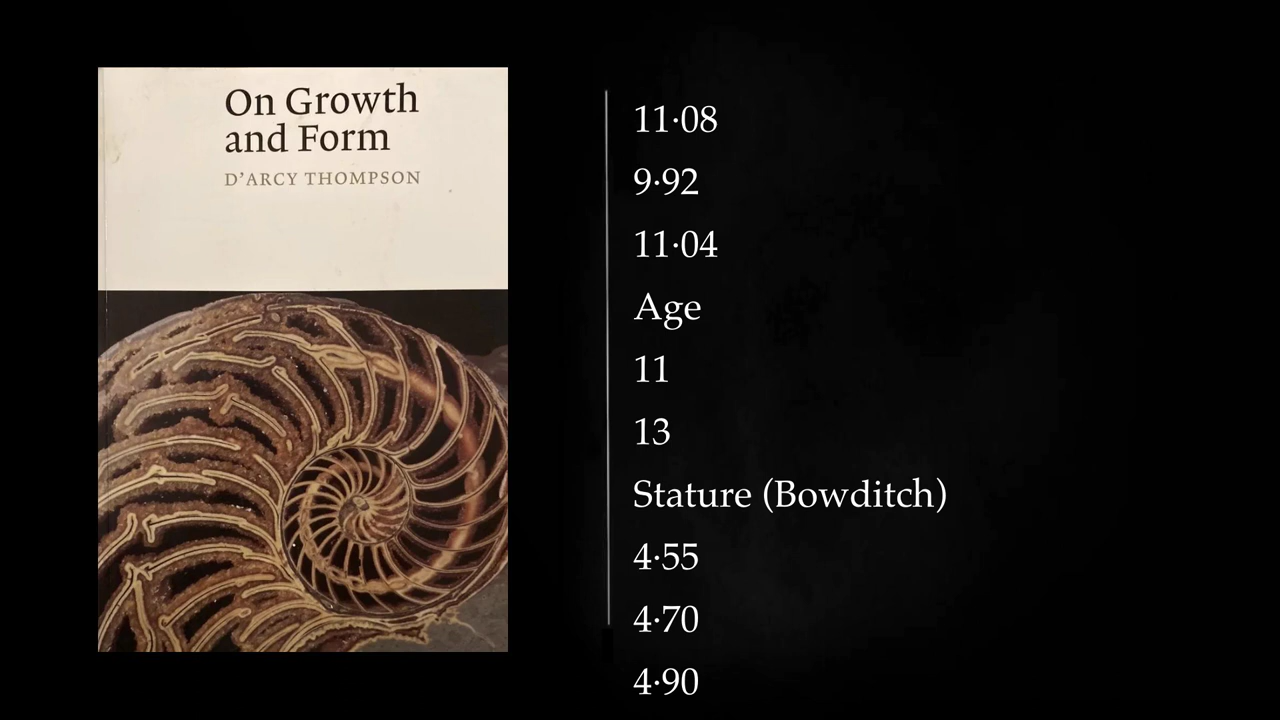 On Growth
and Form
D'ARCY THOMPSON
11·08
9·92
11·04
Age
11
13
Stature (Bowditch)
4·55
4·70
4·90